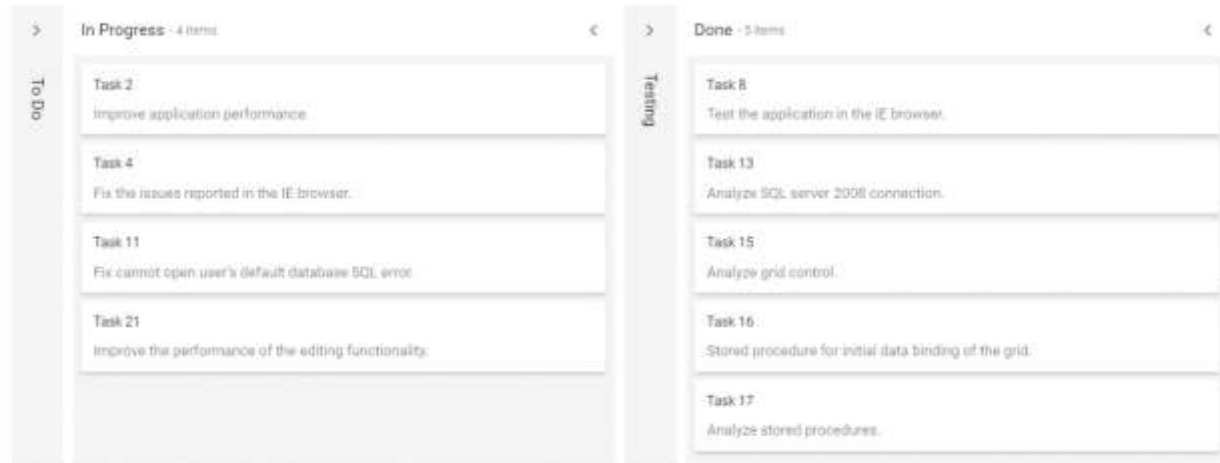 To Do
In Progress - 4 items
Task 2
Improve application performance
Task 4
Fix the issues reported in the IE browser.
Task 11
Fix cannot open user's default database SQL error
Task 21
Improve the performance of the editing functionality.
Testing
Done - 5 items
Task 8
Test the application in the IE browser.
Task 13
Analyze SQL server 2008 connection.
Task 15
Analyze grid control.
Task 16
Stored procedure for initial data binding of the grid.
Task 17
Analyze stored procedures.